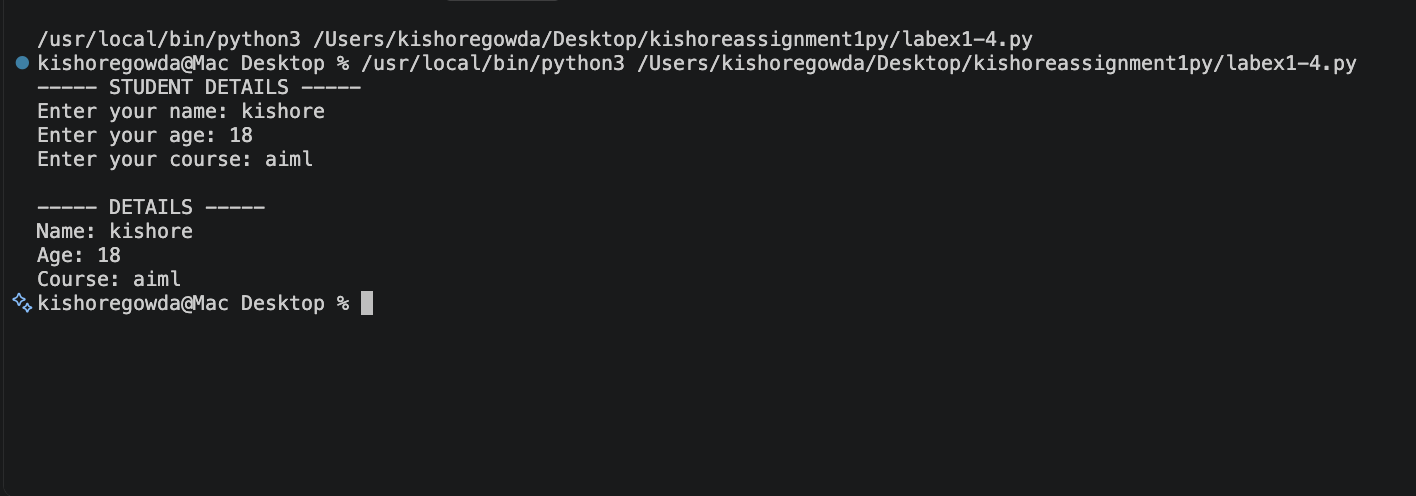 /usr/local/bin/python3 /Users/kishoregowda/Desktop/kishoreassignment1py/labex1-4.py
kishoregowda@Mac Desktop % /usr/local/bin/python3 /Users/kishoregowda/Desktop/kishoreassignment1py/labex1-4.py
----- STUDENT DETAILS -----
Enter your name: kishore
Enter your age: 18
Enter your course: aiml

----- DETAILS -----
Name: kishore
Age: 18
Course: aiml
kishoregowda@Mac Desktop %